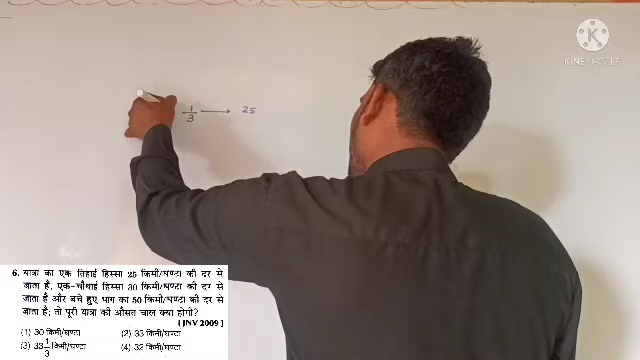 KINEMASTER
1/3 → 25
6. यात्रा का एक तिहाई हिस्सा 25 किमी/घण्टा की दर से
जाता है, एक-चौथाई हिस्सा 30 किमी/घण्टा की दर से
जाता है और बचे हुए भाग का 50 किमी/घण्टा की दर से
जाता है; तो पूरी यात्रा की औसत चाल क्या होगी?
[JNV 2009]
(1) 30 किमी/घण्टा (2) 33 किमी/घण्टा
(3) 33 1/3 किमी/घण्टा (4) 32 किमी/घण्टा